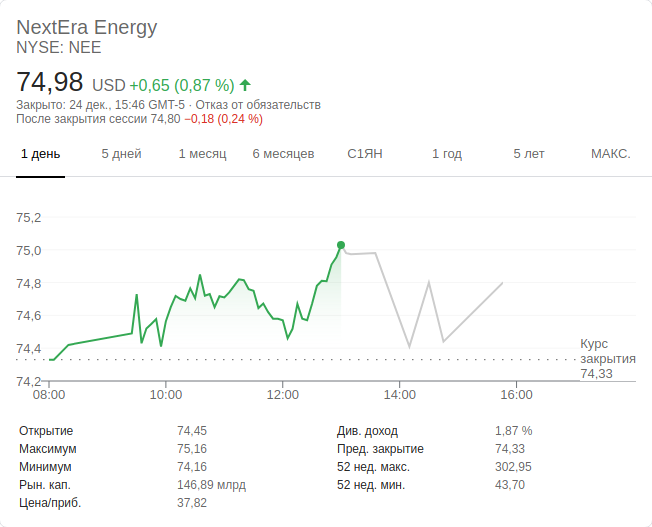 NextEra Energy
NYSE: NEE
74,98 USD +0,65 (0,87 %)
Закрыто: 24 дек., 15:46 GMT-5 · Отказ от обязательств
После закрытия сессии 74,80 −0,18 (0,24 %)
1 день 5 дней 1 месяц 6 месяцев С1ЯН 1 год 5 лет МАКС.
75,2
75,0
74,8
74,6
74,4
Курс
закрытия
74,33
74,2
08:00 10:00 12:00 14:00 16:00
Открытие 74,45 Див. доход 1,87 %
Максимум 75,16 Пред. закрытие 74,33
Минимум 74,16 52 нед. макс. 302,95
Рын. кап. 146,89 млрд 52 нед. мин. 43,70
Цена/приб. 37,82